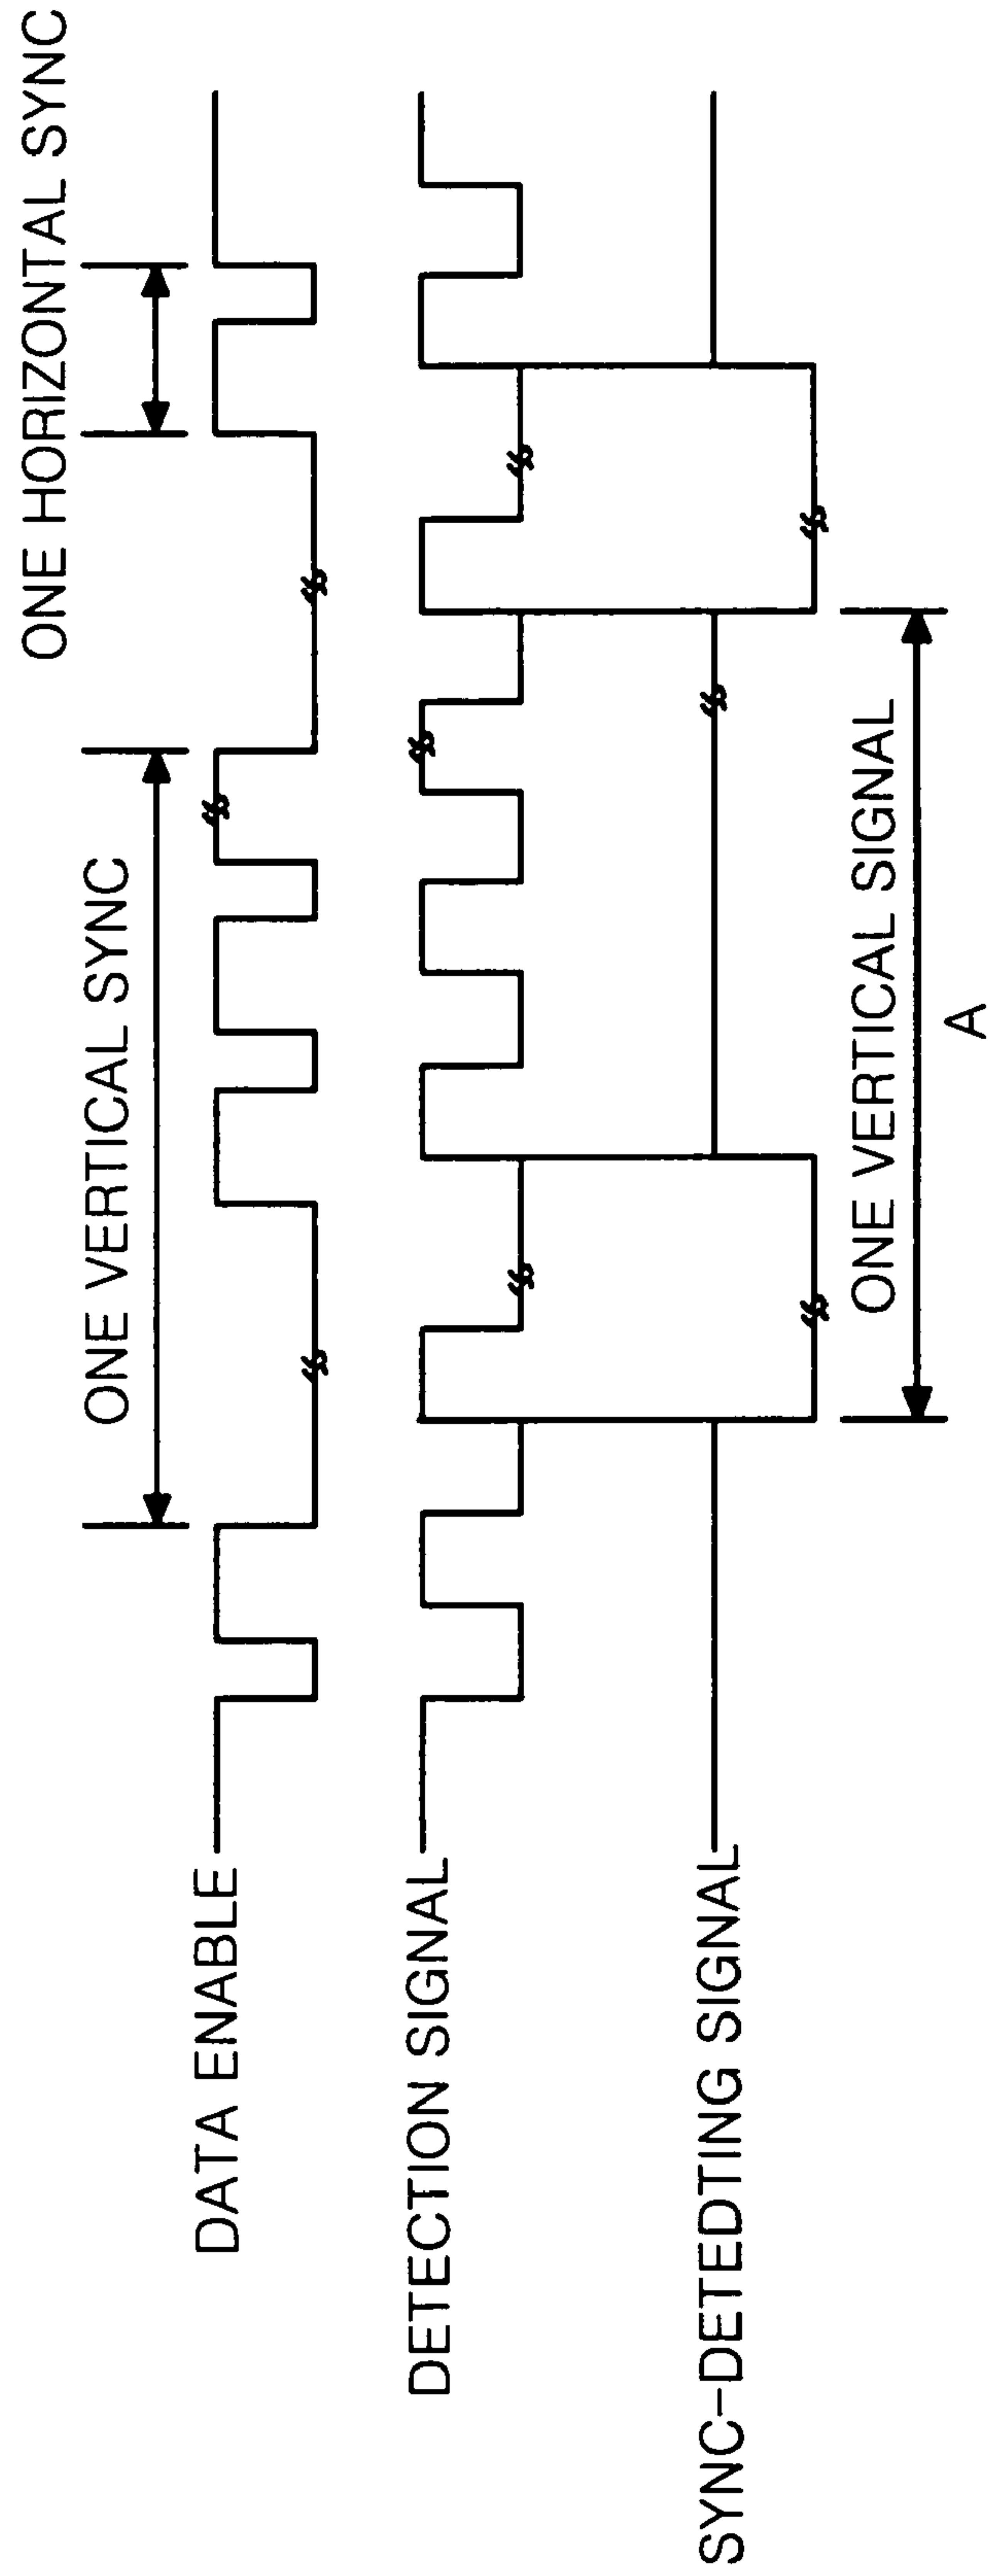 ONE HORIZONTAL SYNC
ONE VERTICAL SYNC
DATA ENABLE
DETECTION SIGNAL
SYNC-DETEDTING SIGNAL
ONE VERTICAL SIGNAL
A